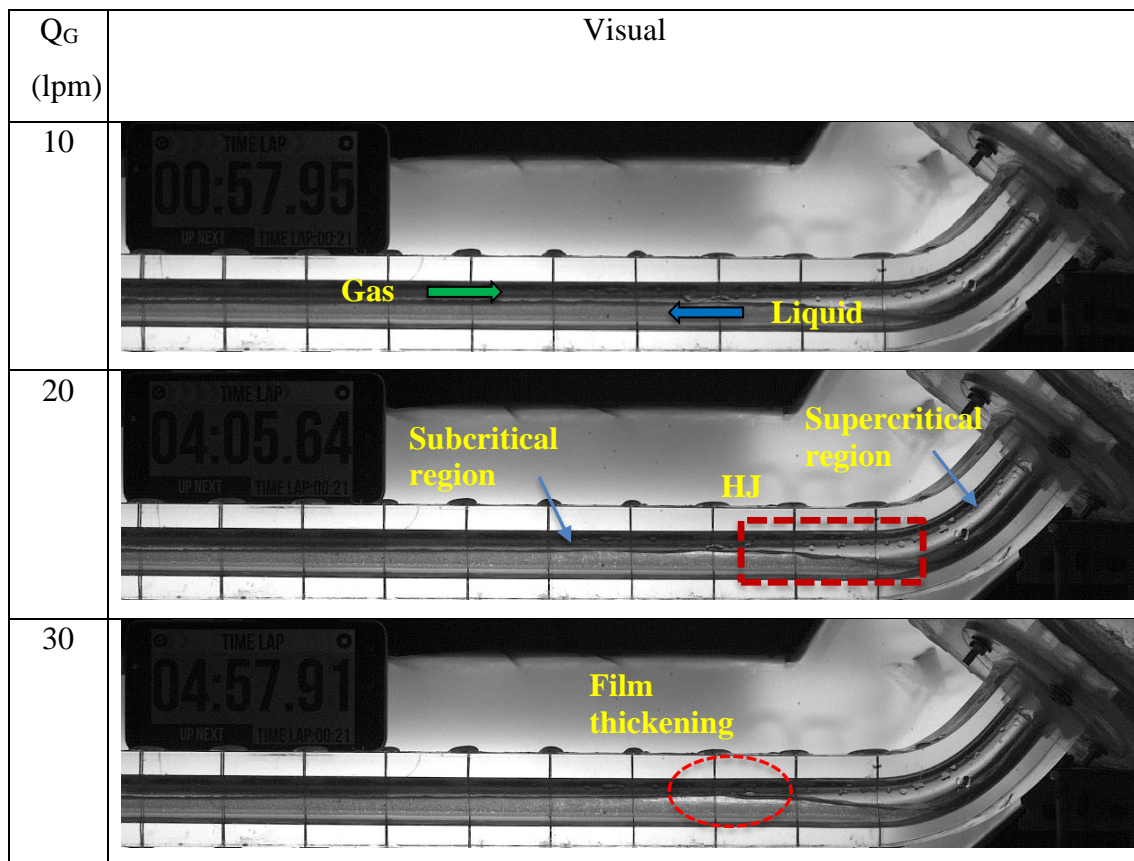 QG
(lpm)
Visual
10
TIME LAP
00:57.95
UP NEXT TIME LAP:00:21
Gas
Liquid
20
TIME LAP
04:05.64
UP NEXT TIME LAP:00:21
Subcritical
region
HJ
Supercritical
region
30
TIME LAP
04:57.91
UP NEXT TIME LAP:00:21
Film
thickening